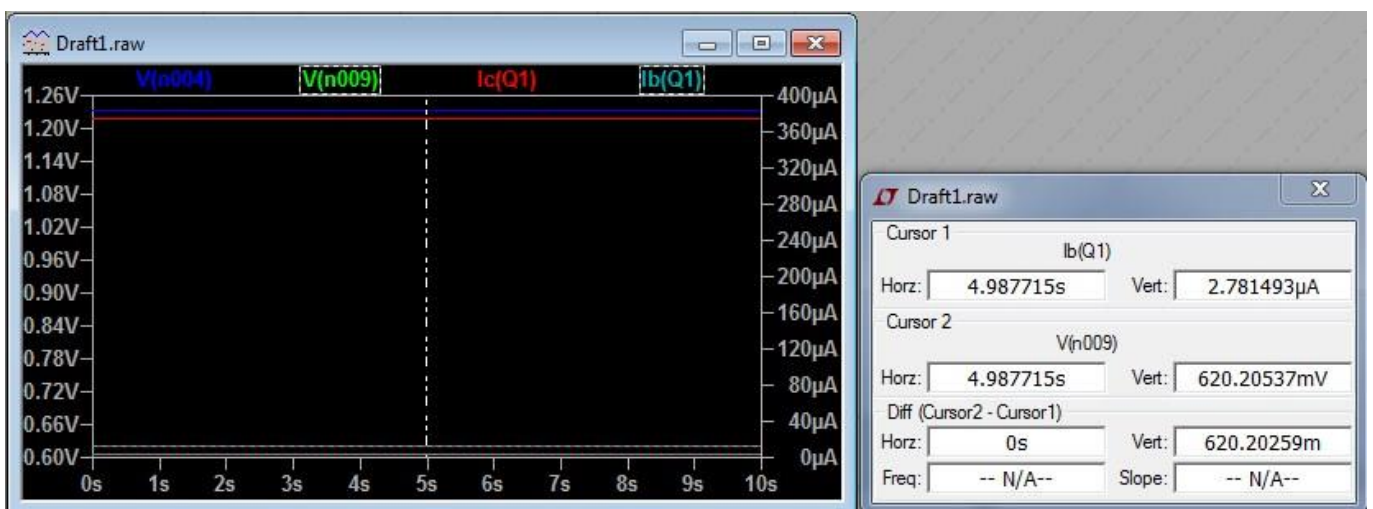 Draft1.raw
V(n004) V(n009) Ic(Q1) Ib(Q1)
1.26V 400µA
1.20V 360µA
1.14V 320µA
1.08V 280µA
1.02V 240µA
0.96V 200µA
0.90V 160µA
0.84V 120µA
0.78V 80µA
0.72V 40µA
0.66V 0µA
0.60V
0s 1s 2s 3s 4s 5s 6s 7s 8s 9s 10s
Draft1.raw
Cursor 1
Ib(Q1)
Horz: 4.987715s Vert: 2.781493µA
Cursor 2
V(n009)
Horz: 4.987715s Vert: 620.20537mV
Diff (Cursor2 - Cursor1)
Horz: 0s Vert: 620.20259m
Freq: -- N/A-- Slope: -- N/A--